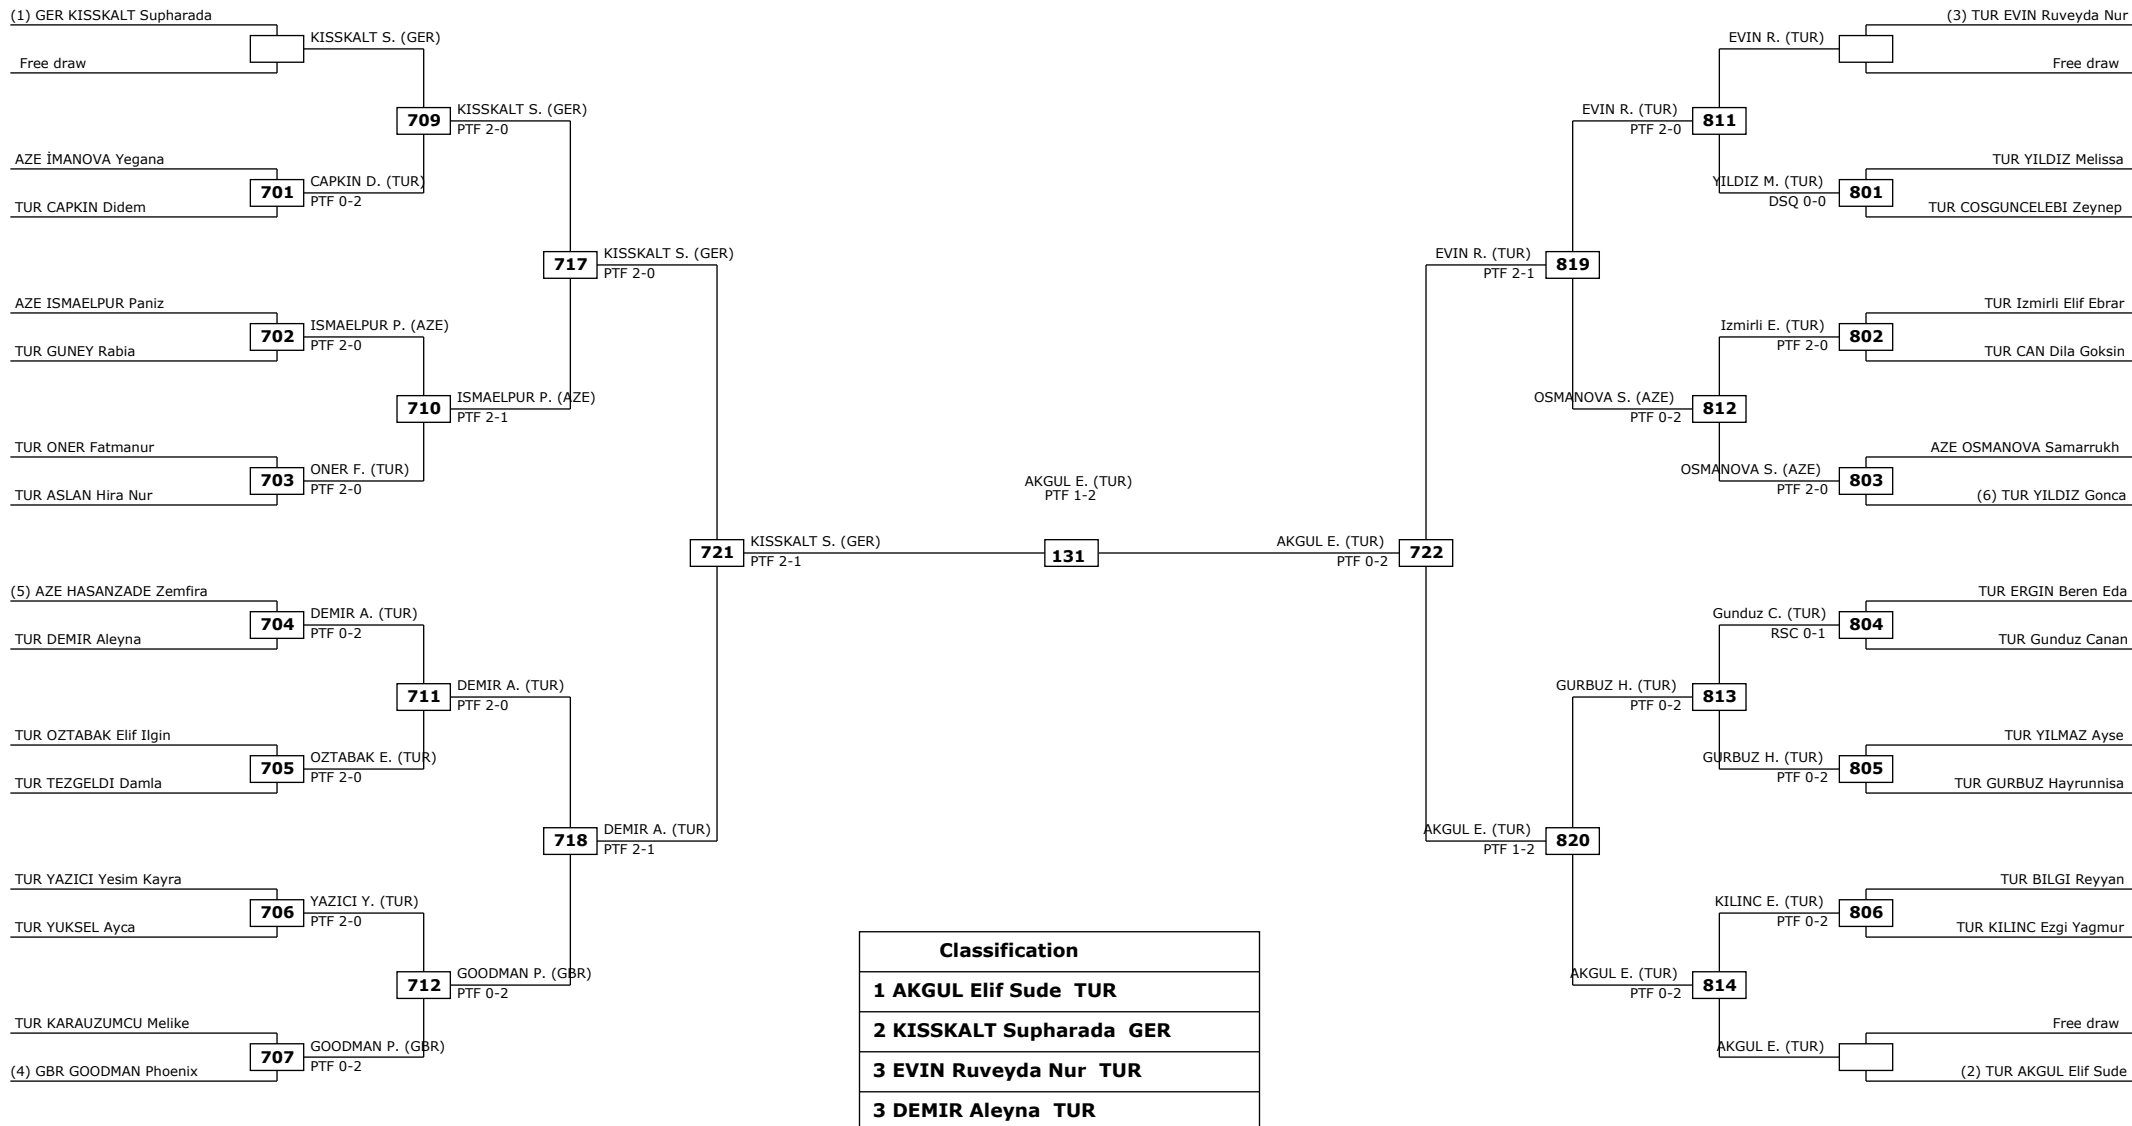 (1) GER KISSKALT Supharada
Free draw
KISSKALT S. (GER)
709
KISSKALT S. (GER)
PTF 2-0
AZE İMANOVA Yegana
701
CAPKIN D. (TUR)
PTF 0-2
TUR CAPKIN Didem
717
KISSKALT S. (GER)
PTF 2-0
AZE ISMAELPUR Paniz
702
ISMAELPUR P. (AZE)
PTF 2-0
TUR GUNEY Rabia
710
ISMAELPUR P. (AZE)
PTF 2-1
TUR ONER Fatmanur
703
ONER F. (TUR)
PTF 2-0
TUR ASLAN Hira Nur
721
KISSKALT S. (GER)
PTF 2-1
(5) AZE HASANZADE Zemfira
704
DEMIR A. (TUR)
PTF 0-2
TUR DEMIR Aleyna
711
DEMIR A. (TUR)
PTF 2-0
TUR OZTABAK Elif Ilgin
705
OZTABAK E. (TUR)
PTF 2-0
TUR TEZGELDI Damla
718
DEMIR A. (TUR)
PTF 2-1
TUR YAZICI Yesim Kayra
706
YAZICI Y. (TUR)
PTF 2-0
TUR YUKSEL Ayca
712
GOODMAN P. (GBR)
PTF 0-2
TUR KARAUZUMCU Melike
707
GOODMAN P. (GBR)
PTF 0-2
(4) GBR GOODMAN Phoenix
AKGUL E. (TUR)
PTF 1-2
131
(3) TUR EVIN Ruveyda Nur
EVIN R. (TUR)
Free draw
EVIN R. (TUR)
PTF 2-0
811
TUR YILDIZ Melissa
YILDIZ M. (TUR)
DSQ 0-0
801
TUR COSGUNCELEBI Zeynep
EVIN R. (TUR)
PTF 2-1
819
TUR Izmirli Elif Ebrar
Izmirli E. (TUR)
PTF 2-0
802
TUR CAN Dila Goksin
OSMANOVA S. (AZE)
PTF 0-2
812
AZE OSMANOVA Samarrukh
OSMANOVA S. (AZE)
PTF 2-0
803
(6) TUR YILDIZ Gonca
AKGUL E. (TUR)
PTF 0-2
722
TUR ERGIN Beren Eda
Gunduz C. (TUR)
RSC 0-1
804
TUR Gunduz Canan
GURBUZ H. (TUR)
PTF 0-2
813
TUR YILMAZ Ayse
GURBUZ H. (TUR)
PTF 0-2
805
TUR GURBUZ Hayrunnisa
AKGUL E. (TUR)
PTF 1-2
820
TUR BILGI Reyyan
KILINC E. (TUR)
PTF 0-2
806
TUR KILINC Ezgi Yagmur
AKGUL E. (TUR)
PTF 0-2
814
Free draw
AKGUL E. (TUR)
(2) TUR AKGUL Elif Sude
Classification
1 AKGUL Elif Sude TUR
2 KISSKALT Supharada GER
3 EVIN Ruveyda Nur TUR
3 DEMIR Aleyna TUR